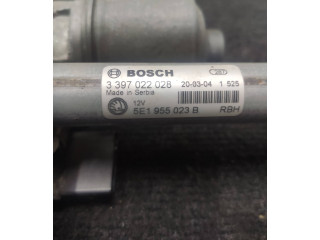 BOSCH
3 397 022 028 20-03-04 1 525
Made in Serbia
12V
5E1 955 023 B RBH